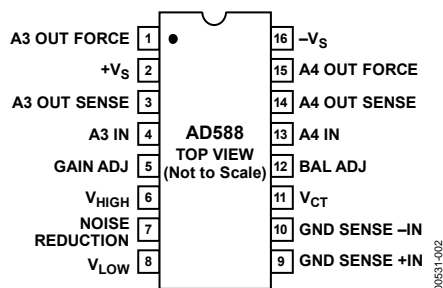 A3 OUT FORCE 1
+VS 2
A3 OUT SENSE 3
A3 IN 4
GAIN ADJ 5
VHIGH 6
NOISE
REDUCTION 7
VLOW 8
AD588
TOP VIEW
(Not to Scale)
16 –VS
15 A4 OUT FORCE
14 A4 OUT SENSE
13 A4 IN
12 BAL ADJ
11 VCT
10 GND SENSE –IN
9 GND SENSE +IN
00531-002